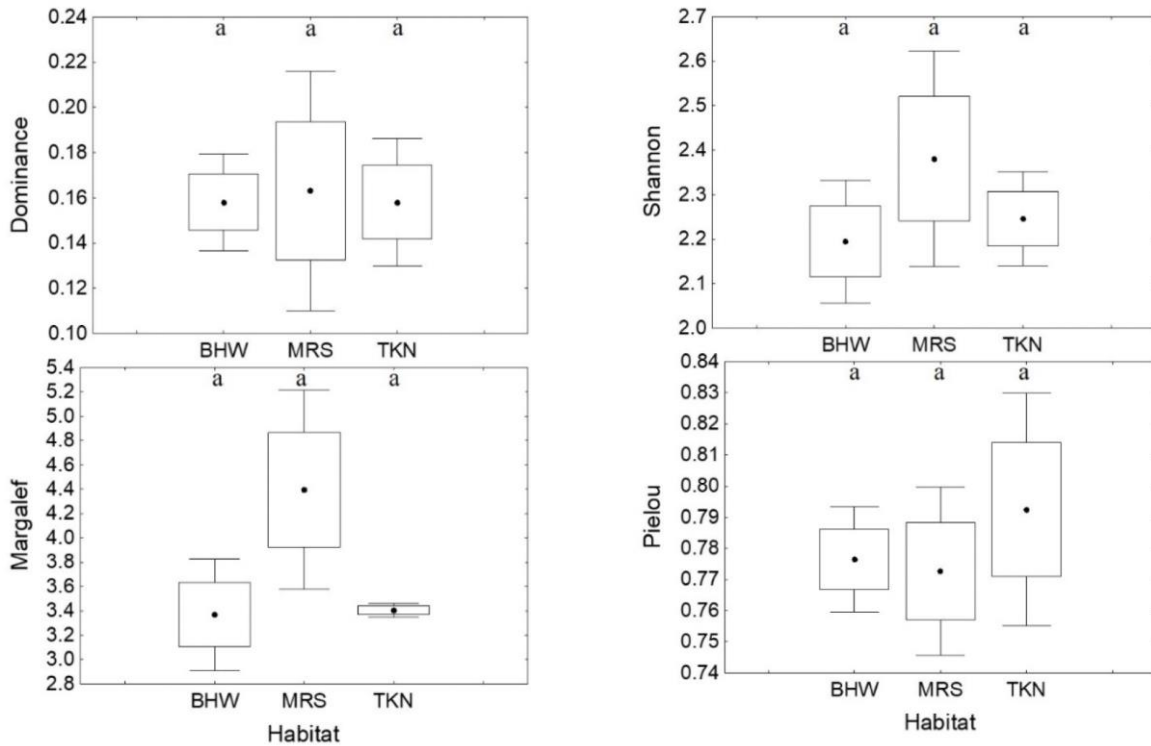 Dominance
0.24
0.22
0.20
0.18
0.16
0.14
0.12
0.10
a a a
BHW MRS TKN
Shannon
2.7
2.6
2.5
2.4
2.3
2.2
2.1
2.0
a a a
BHW MRS TKN
Margalef
5.4
5.2
5.0
4.8
4.6
4.4
4.2
4.0
3.8
3.6
3.4
3.2
3.0
2.8
a a a
BHW MRS TKN
Habitat
Pielou
0.84
0.83
0.82
0.81
0.80
0.79
0.78
0.77
0.76
0.75
0.74
a a a
BHW MRS TKN
Habitat